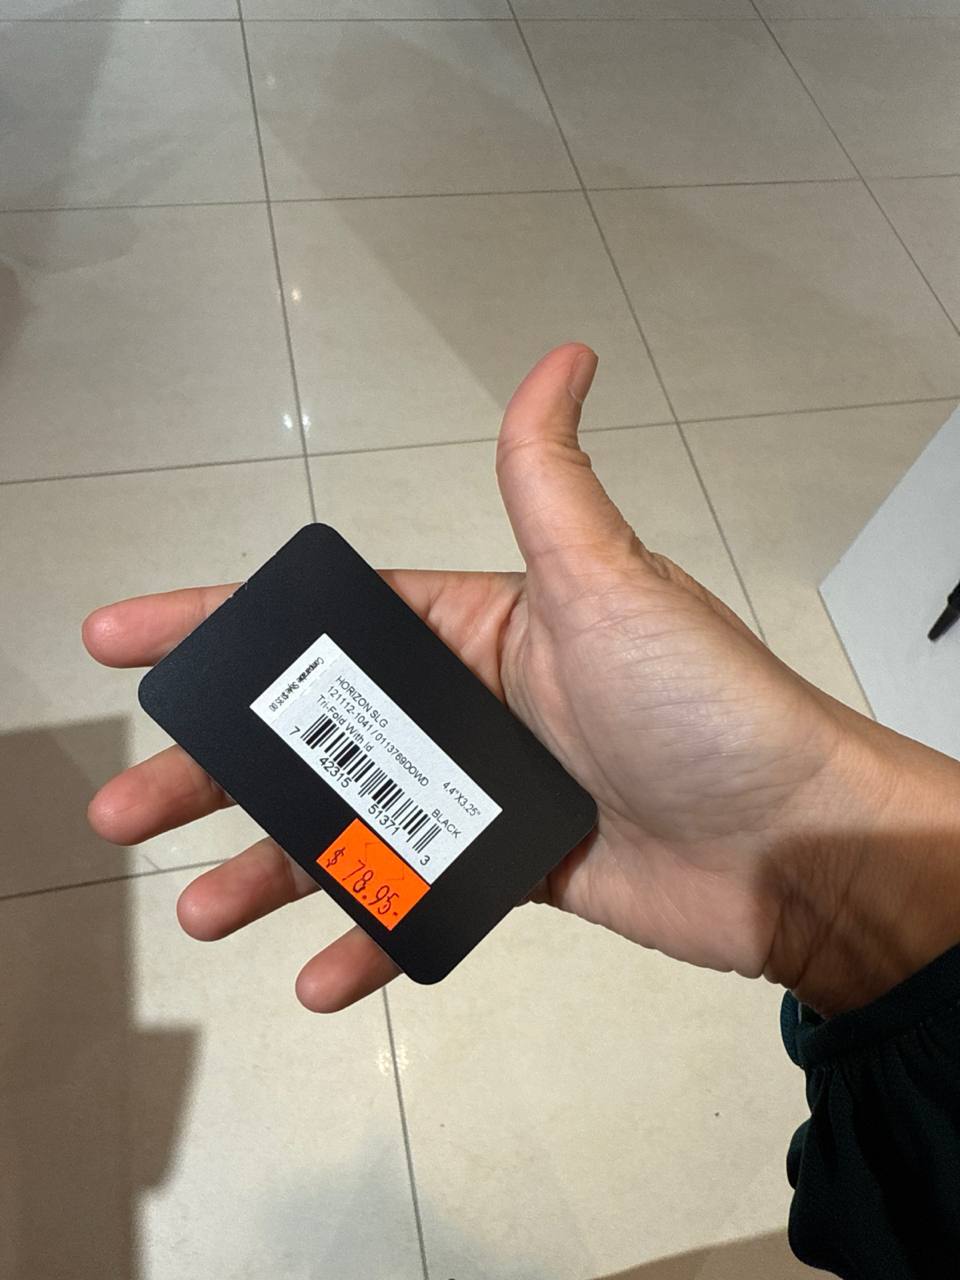 HORIZON SLG
121112-1041 / 0113769DOWD
Tri-Fold With Id
4.4"X3.25"
BLACK
7 42315 51371 3
$ 78.95-